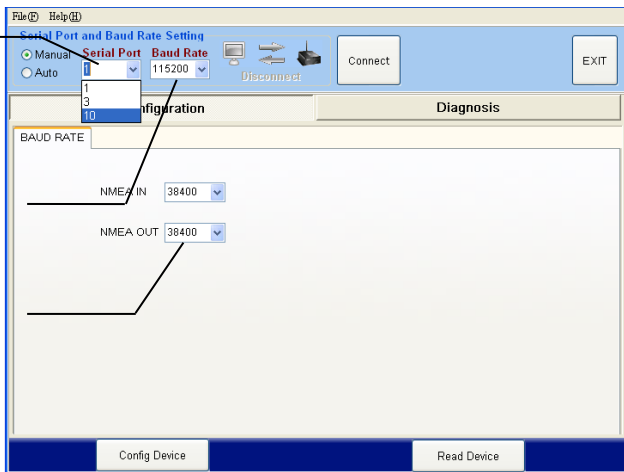 File(F) Help(H)
Serial Port and Baud Rate Setting
Manual Serial Port Baud Rate
Auto 1 115200
Disconnect
Connect
EXIT
1
3
10
nfiguration Diagnosis
BAUD RATE
NMEA IN 38400
NMEA OUT 38400
Config Device Read Device